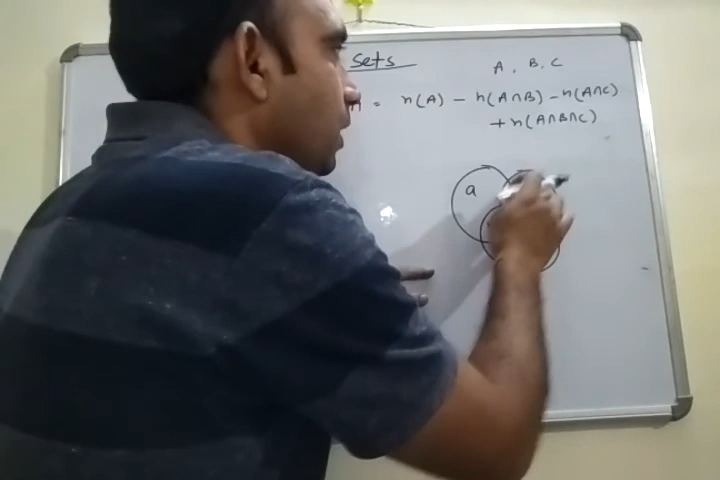 sets
A, B, C
= n(A) - n(A∩B) - n(A∩C)
+ n(A∩B∩C)
a